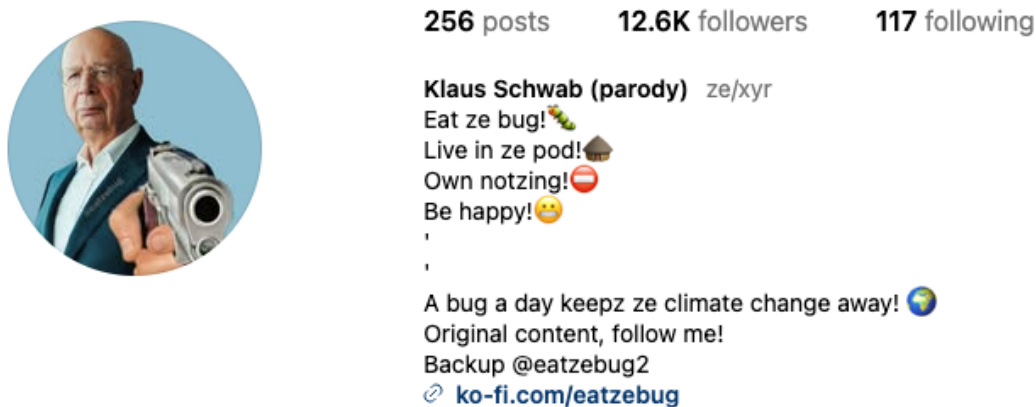 256 posts 12.6K followers 117 following
Klaus Schwab (parody) ze/xyr
Eat ze bug!🐛
Live in ze pod!🛖
Own notzing!⛔
Be happy!😬
'
'
A bug a day keepz ze climate change away! 🌍
Original content, follow me!
Backup @eatzebug2
ko-fi.com/eatzebug
@eatzebug